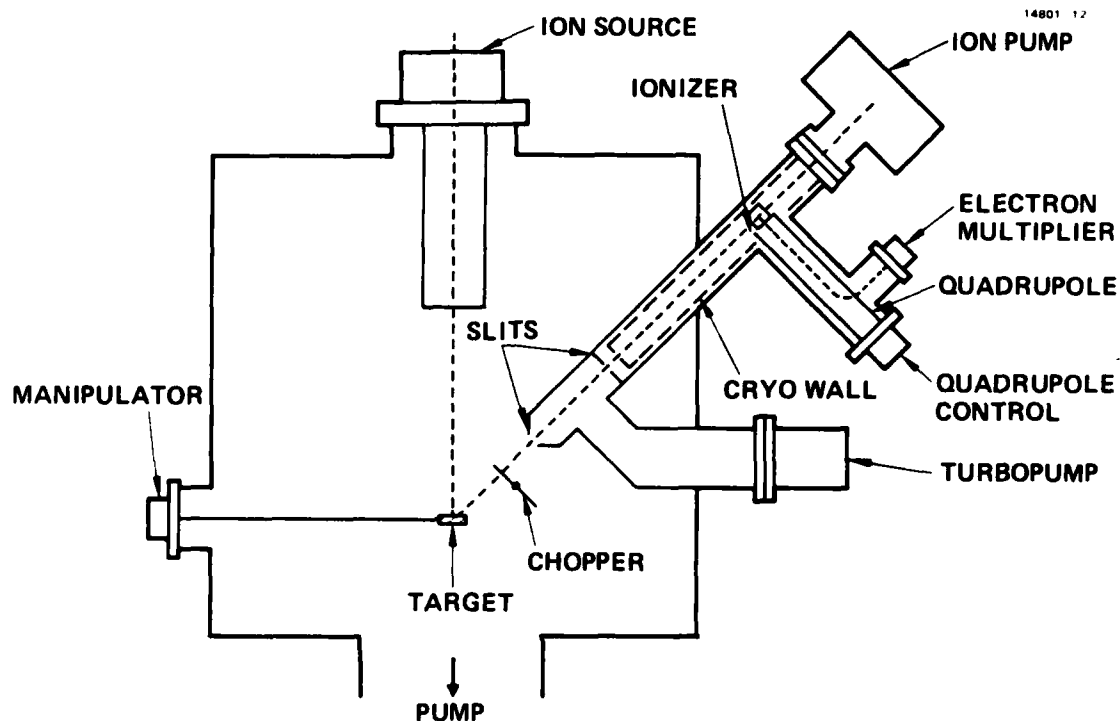 14801 12
ION SOURCE
ION PUMP
IONIZER
ELECTRON
MULTIPLIER
QUADRUPOLE
SLITS
MANIPULATOR
CRYO WALL
QUADRUPOLE
CONTROL
TURBOPUMP
CHOPPER
TARGET
PUMP